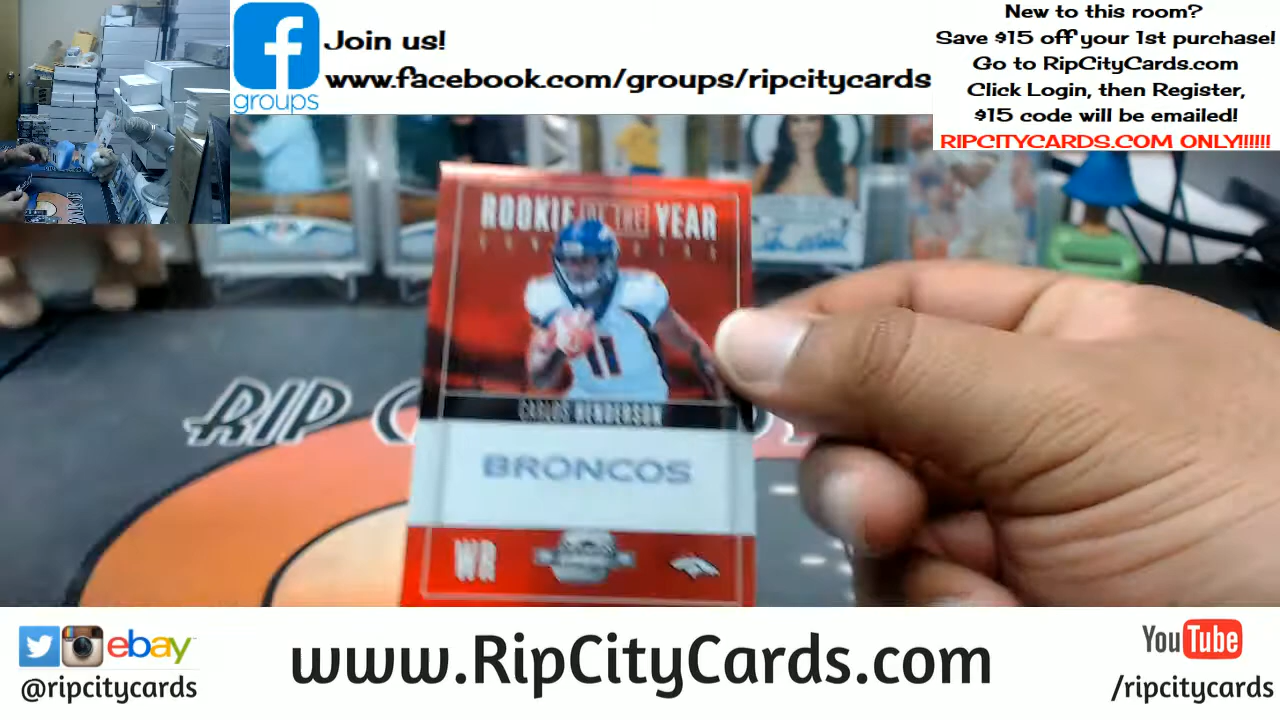 Join us!
www.facebook.com/groups/ripcitycards
groups
New to this room?
Save $15 off your 1st purchase!
Go to RipCityCards.com
Click Login, then Register,
$15 code will be emailed!
RIPCITYCARDS.COM ONLY!!!!!!
ROOKIE OF THE YEAR
CARLOS HENDERSON
BRONCOS
WR
RIP C
ebay
@ripcitycards
www.RipCityCards.com
YouTube
/ripcitycards